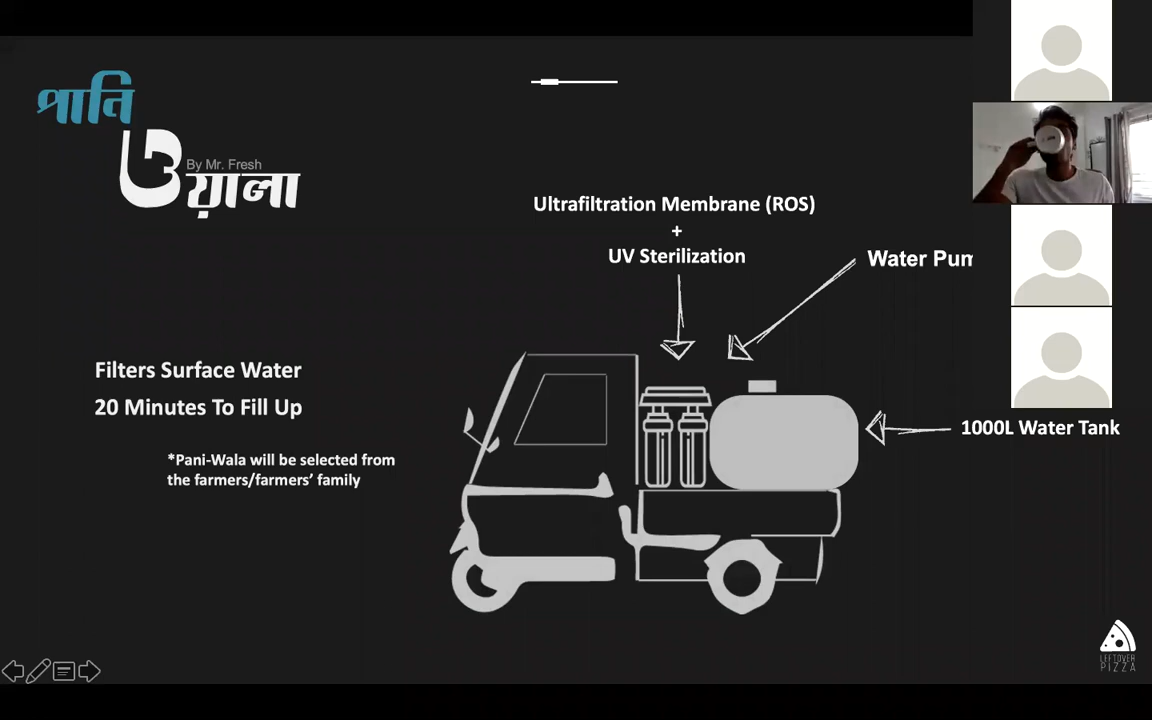 পানি
ওয়ালা
By Mr. Fresh
Ultrafiltration Membrane (ROS)
+
UV Sterilization
Water Pum
Filters Surface Water
20 Minutes To Fill Up
*Pani-Wala will be selected from
the farmers/farmers’ family
1000L Water Tank
LEFTOVER
PIZZA